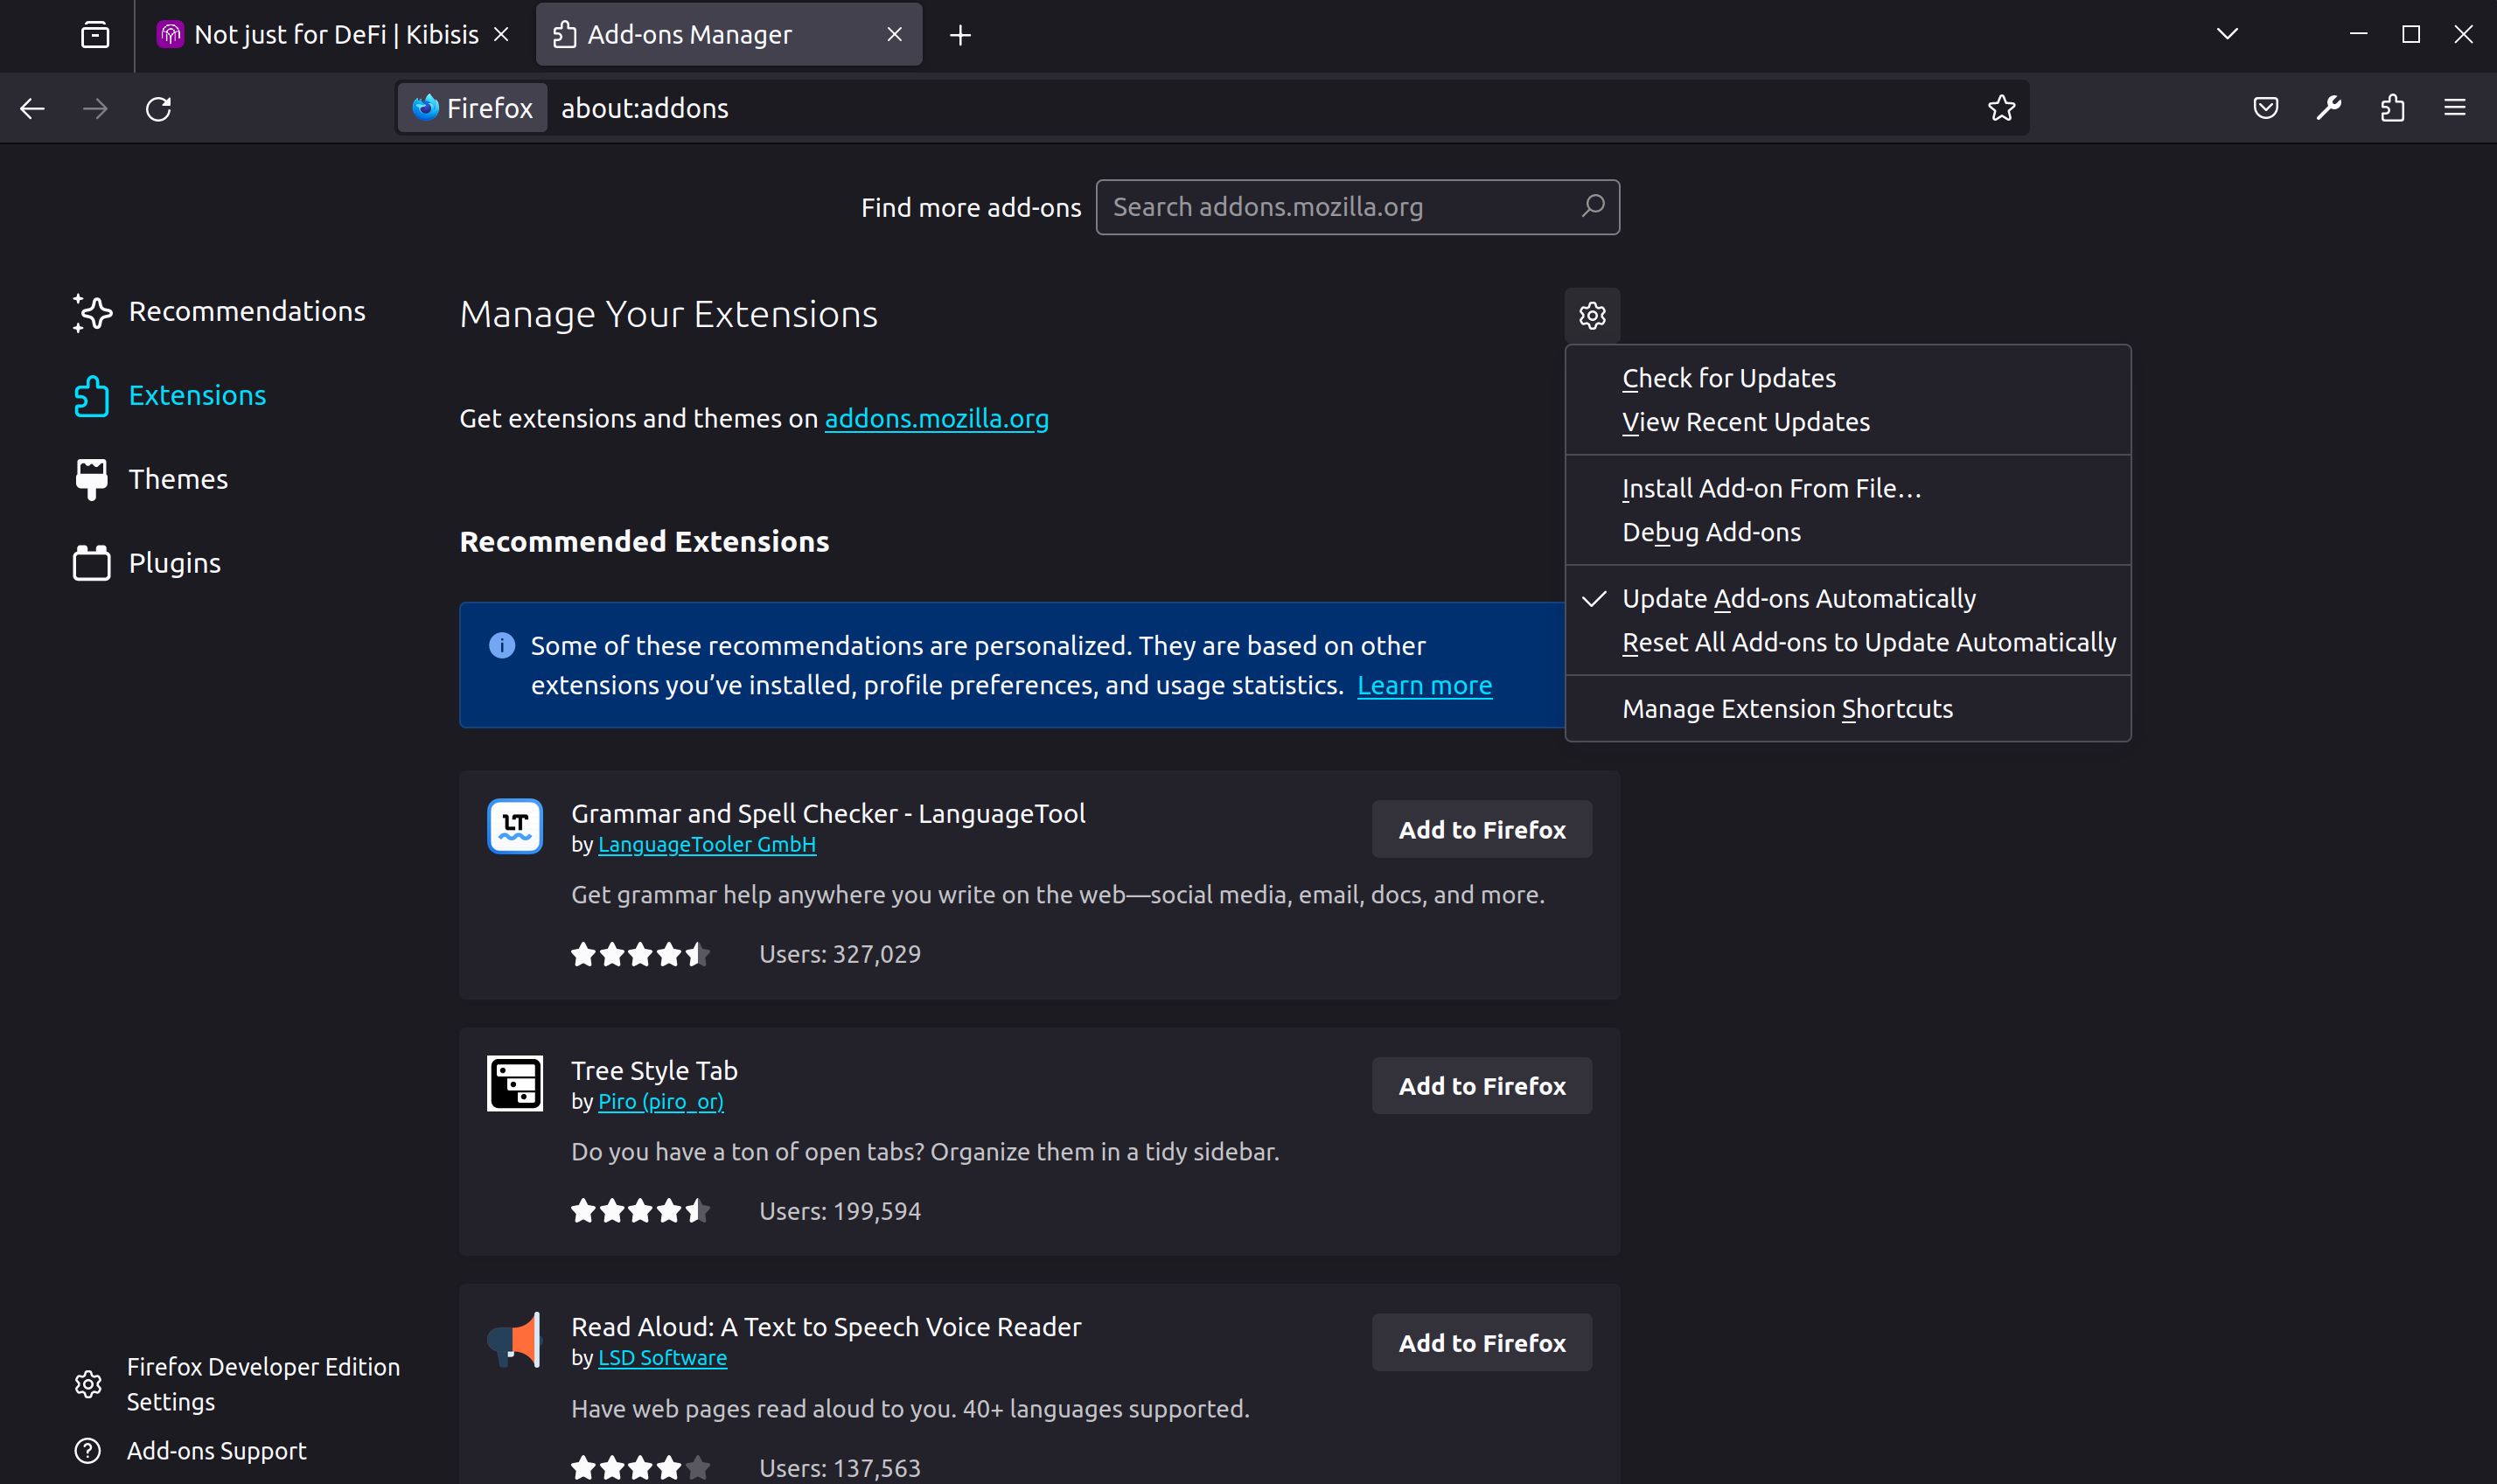 Not just for DeFi | Kibisis
Add-ons Manager
Firefox about:addons
Find more add-ons Search addons.mozilla.org
Recommendations
Extensions
Themes
Plugins
Manage Your Extensions
Get extensions and themes on addons.mozilla.org
Check for Updates
View Recent Updates
Install Add-on From File…
Debug Add-ons
Update Add-ons Automatically
Reset All Add-ons to Update Automatically
Manage Extension Shortcuts
Recommended Extensions
Some of these recommendations are personalized. They are based on other
extensions you’ve installed, profile preferences, and usage statistics. Learn more
LT
Grammar and Spell Checker - LanguageTool
by LanguageTooler GmbH
Add to Firefox
Get grammar help anywhere you write on the web—social media, email, docs, and more.
Users: 327,029
Tree Style Tab
by Piro (piro_or)
Add to Firefox
Do you have a ton of open tabs? Organize them in a tidy sidebar.
Users: 199,594
Read Aloud: A Text to Speech Voice Reader
by LSD Software
Add to Firefox
Have web pages read aloud to you. 40+ languages supported.
Users: 137,563
Firefox Developer Edition
Settings
Add-ons Support